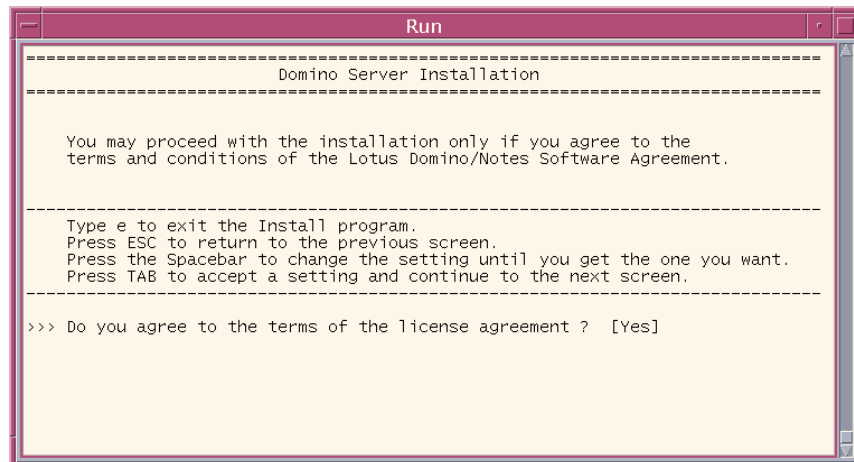 Run
===============================================================================
Domino Server Installation
===============================================================================
You may proceed with the installation only if you agree to the
terms and conditions of the Lotus Domino/Notes Software Agreement.
-------------------------------------------------------------------------------
Type e to exit the Install program.
Press ESC to return to the previous screen.
Press the Spacebar to change the setting until you get the one you want.
Press TAB to accept a setting and continue to the next screen.
-------------------------------------------------------------------------------
>>> Do you agree to the terms of the license agreement ?  [Yes]